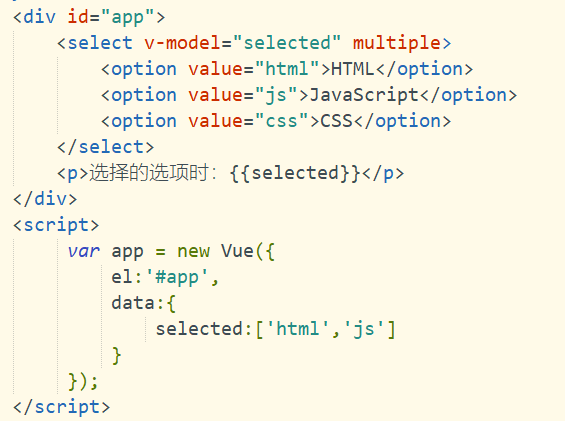 <div id="app">
    <select v-model="selected" multiple>
        <option value="html">HTML</option>
        <option value="js">JavaScript</option>
        <option value="css">CSS</option>
    </select>
    <p>选择的选项时：{{selected}}</p>
</div>
<script>
     var app = new Vue({
         el:'#app',
         data:{
             selected:['html','js']
         }
     });
</script>